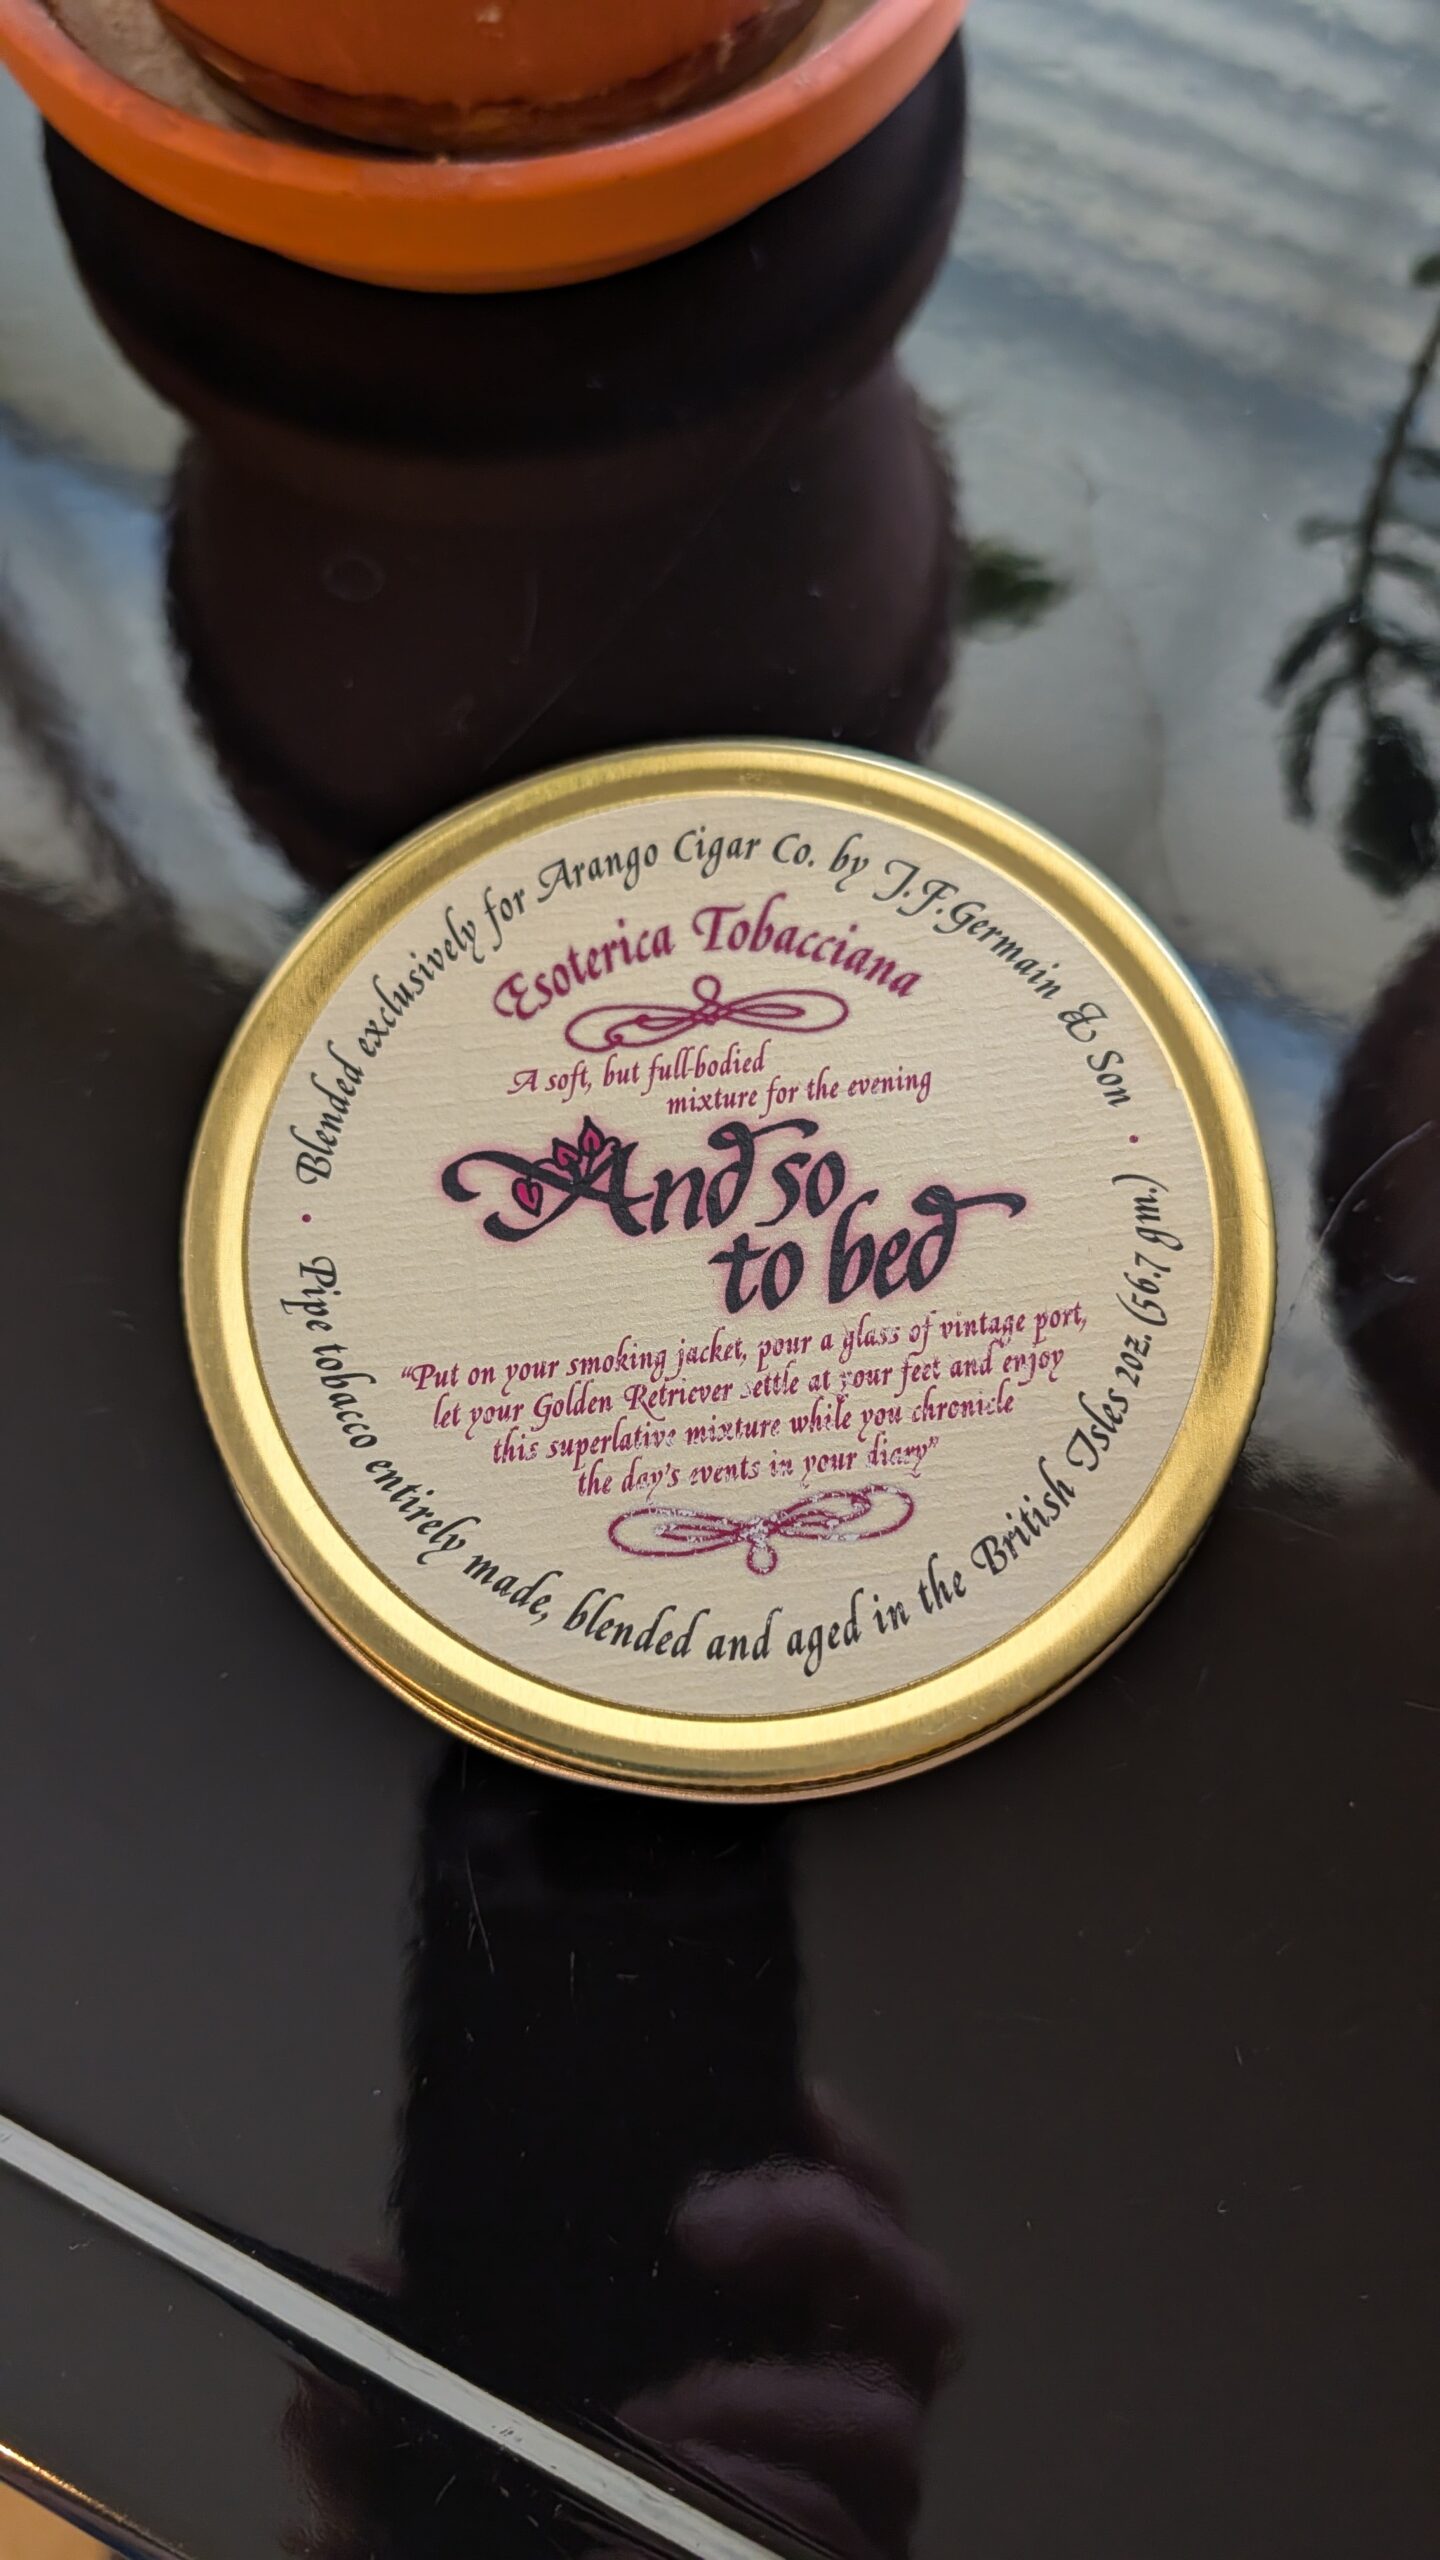 Blended exclusively for Arango Cigar Co. by J.F.Germain & Son
Esoterica Tobacciana
A soft, but full-bodied
mixture for the evening
And so
to bed
"Put on your smoking jacket, pour a glass of vintage port,
let your Golden Retriever settle at your feet and enjoy
this superlative mixture while you chronicle
the day's events in your diary"
Pipe tobacco entirely made, blended and aged in the British Isles 2oz. (56.7 gm.)